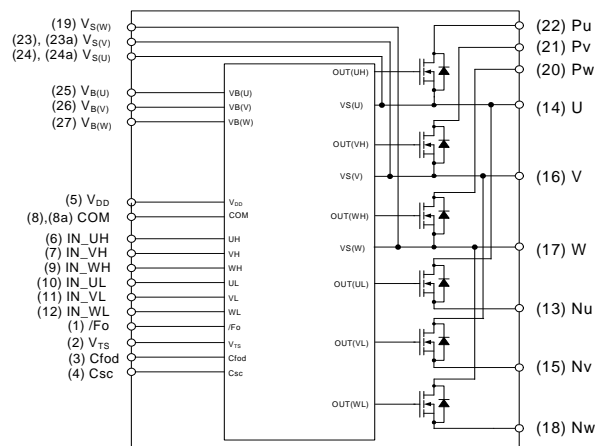 (19) VS(W)
(23), (23a) VS(V)
(24), (24a) VS(U)
(25) VB(U)
(26) VB(V)
(27) VB(W)
(5) VDD
(8),(8a) COM
(6) IN_UH
(7) IN_VH
(9) IN_WH
(10) IN_UL
(11) IN_VL
(12) IN_WL
(1) /Fo
(2) VTS
(3) Cfod
(4) Csc
VB(U)
VB(V)
VB(W)
VDD
COM
UH
VH
WH
UL
VL
WL
/Fo
VTS
Cfod
Csc
OUT(UH)
VS(U)
OUT(VH)
VS(V)
OUT(WH)
VS(W)
OUT(UL)
OUT(VL)
OUT(WL)
(22) Pu
(21) Pv
(20) Pw
(14) U
(16) V
(17) W
(13) Nu
(15) Nv
(18) Nw